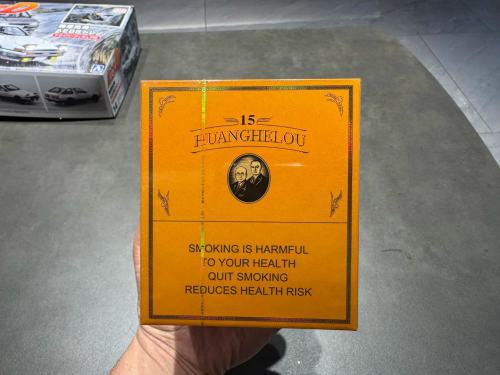 15
HUANGHELOU
SMOKING IS HARMFUL
TO YOUR HEALTH
QUIT SMOKING
REDUCES HEALTH RISK